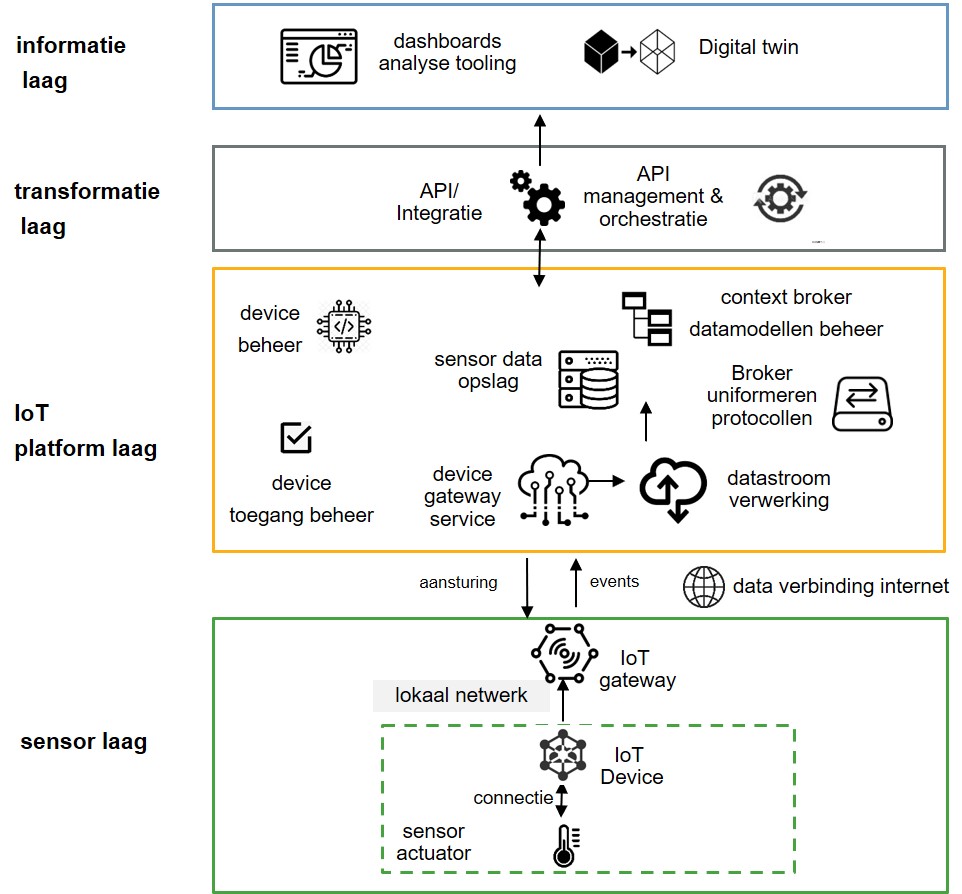 informatie
laag
dashboards
analyse tooling
Digital twin
transformatie
laag
API/
Integratie
API
management &
orchestratie
IoT
platform laag
device
beheer
context broker
datamodellen beheer
sensor data
opslag
Broker
uniformeren
protocollen
device
toegang beheer
device
gateway
service
datastroom
verwerking
aansturing
events
data verbinding internet
sensor laag
IoT
gateway
lokaal netwerk
IoT
Device
connectie
sensor
actuator